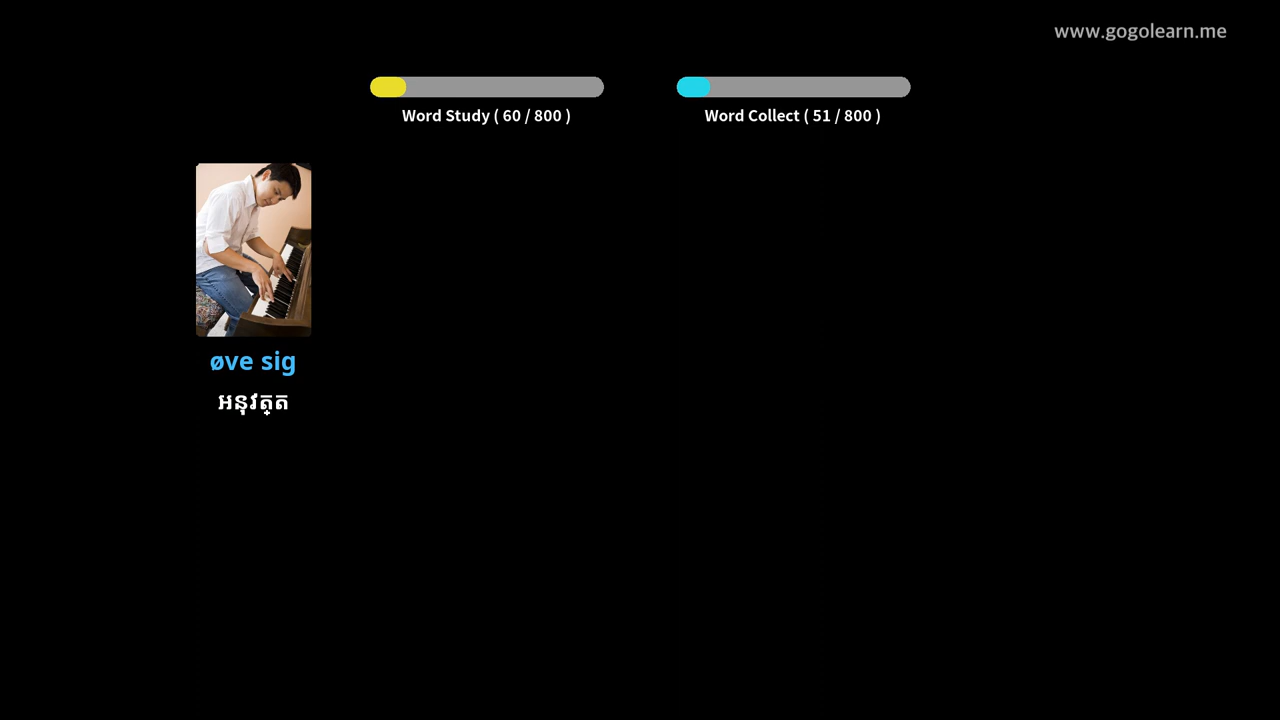 www.gogolearn.me
Word Study ( 60 / 800 )
Word Collect ( 51 / 800 )
øve sig
អនុវត្ត